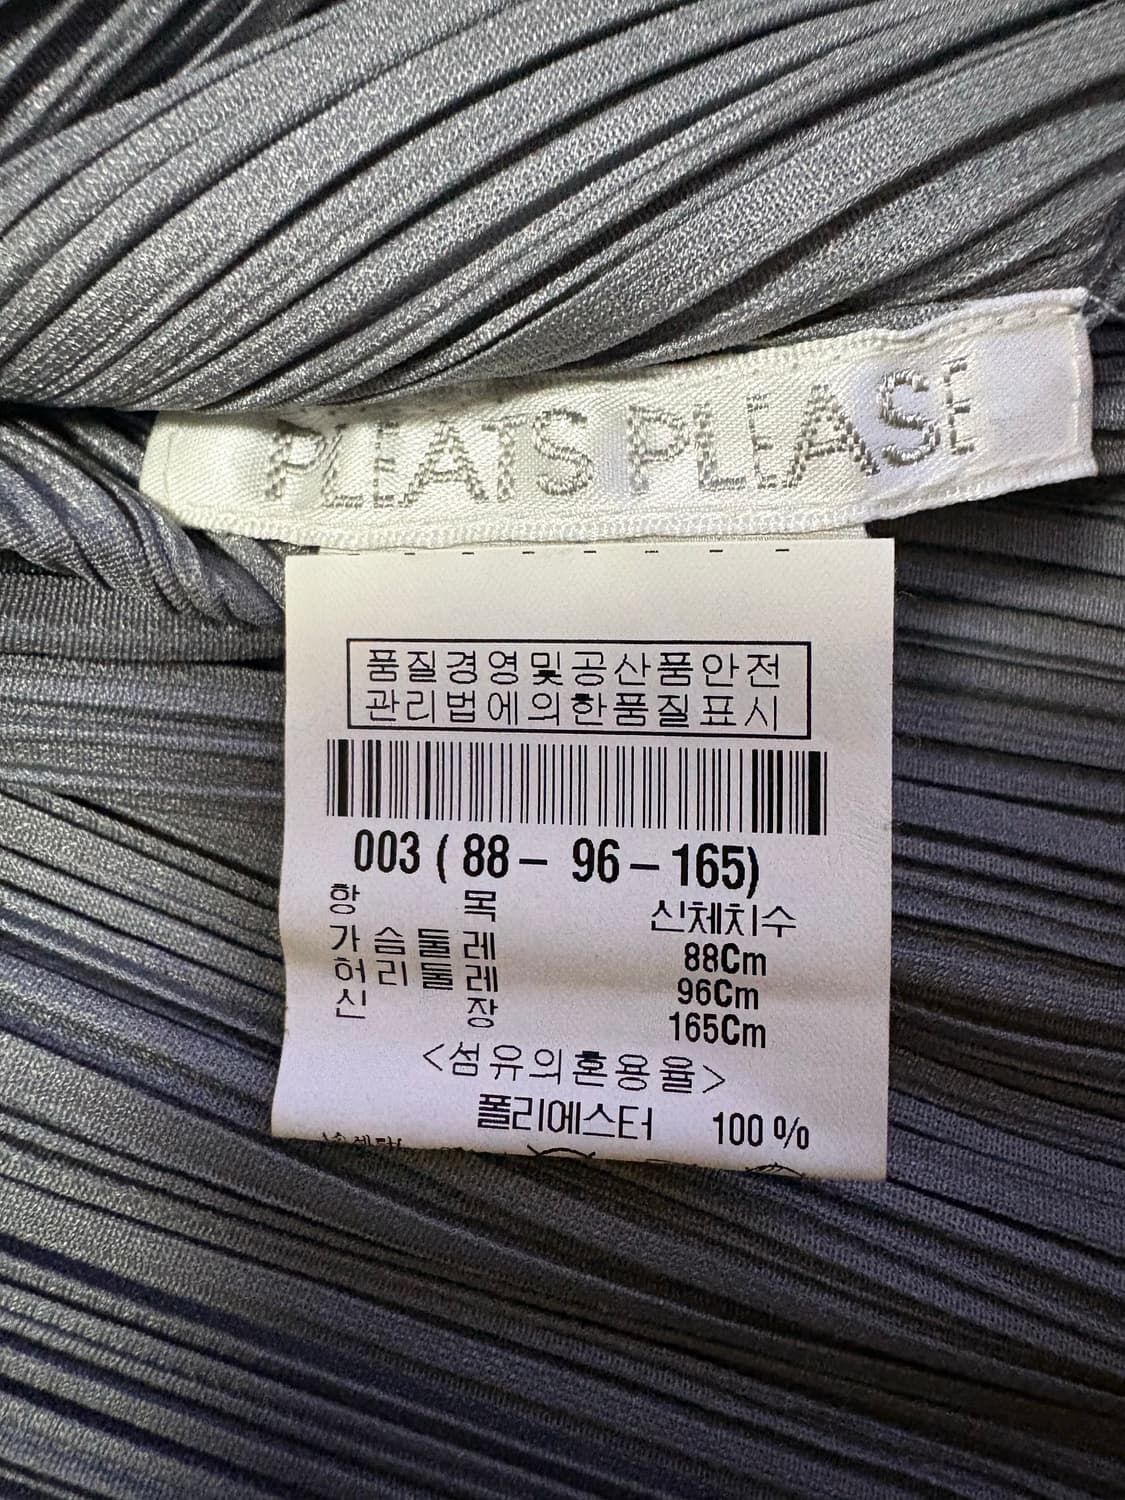 PLEATS PLEASE
품질경영및공산품안전
관리법에의한품질표시
003 ( 88 – 96 – 165)
항 목 신체치수
가슴둘레 88Cm
허리둘레 96Cm
신 장 165Cm
<섬유의혼용율>
폴리에스터 100 %